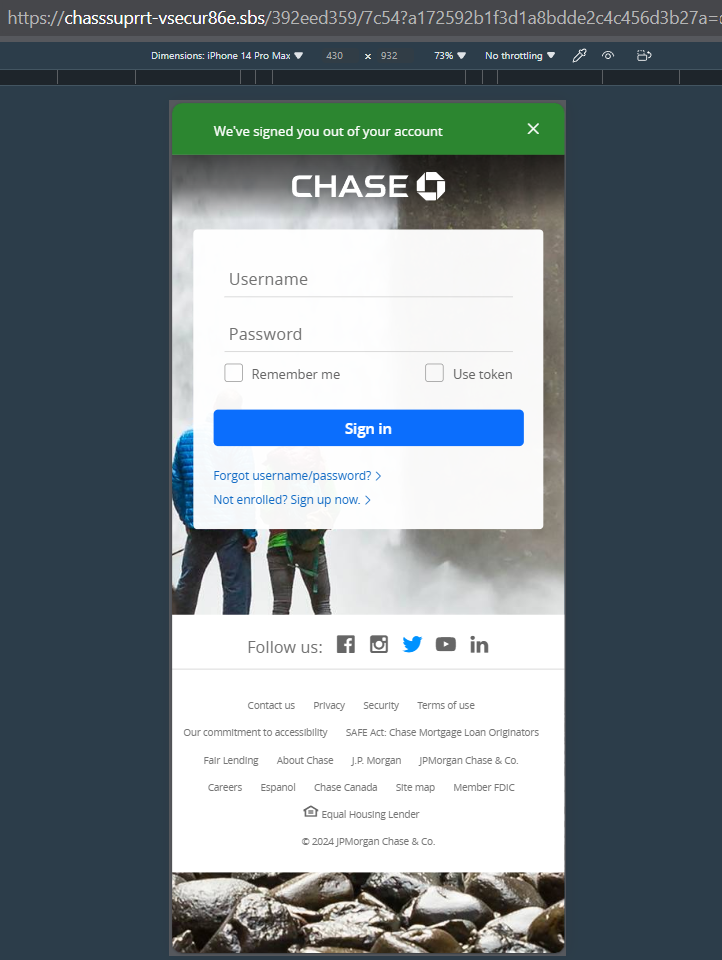 https://chasssuprrt-vsecur86e.sbs/392eed359/7c54?a172592b1f3d1a8bdde2c4c456d3b27a=
Dimensions: iPhone 14 Pro Max 430 × 932 73% No throttling
We've signed you out of your account
CHASE
Username
Password
Remember me Use token
Sign in
Forgot username/password?
Not enrolled? Sign up now.
Follow us:
Contact us Privacy Security Terms of use
Our commitment to accessibility SAFE Act: Chase Mortgage Loan Originators
Fair Lending About Chase J.P. Morgan JPMorgan Chase & Co.
Careers Espanol Chase Canada Site map Member FDIC
Equal Housing Lender
© 2024 JPMorgan Chase & Co.